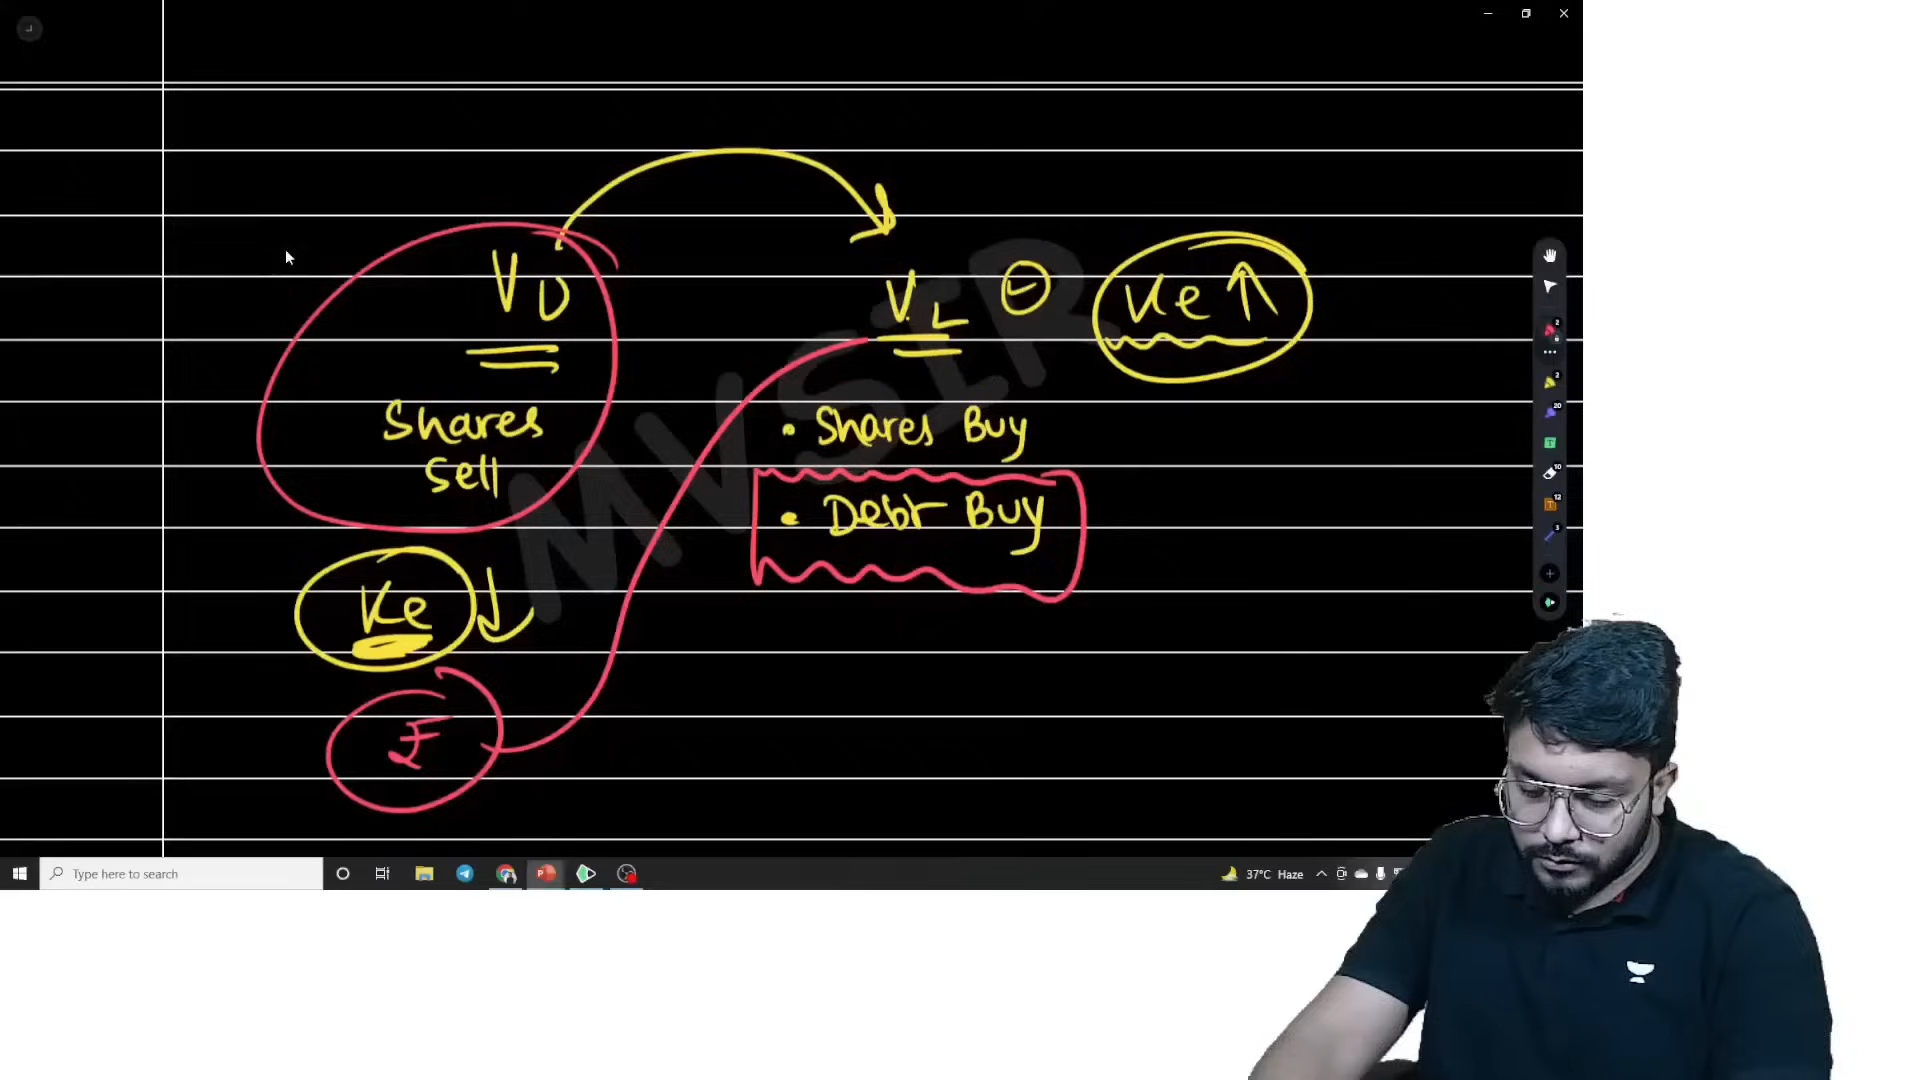 VU
VL
Ke ↑
Shares
Sell
• Shares Buy
• Debt Buy
Ke ↓
₹
MVSIR
Type here to search
37°C Haze